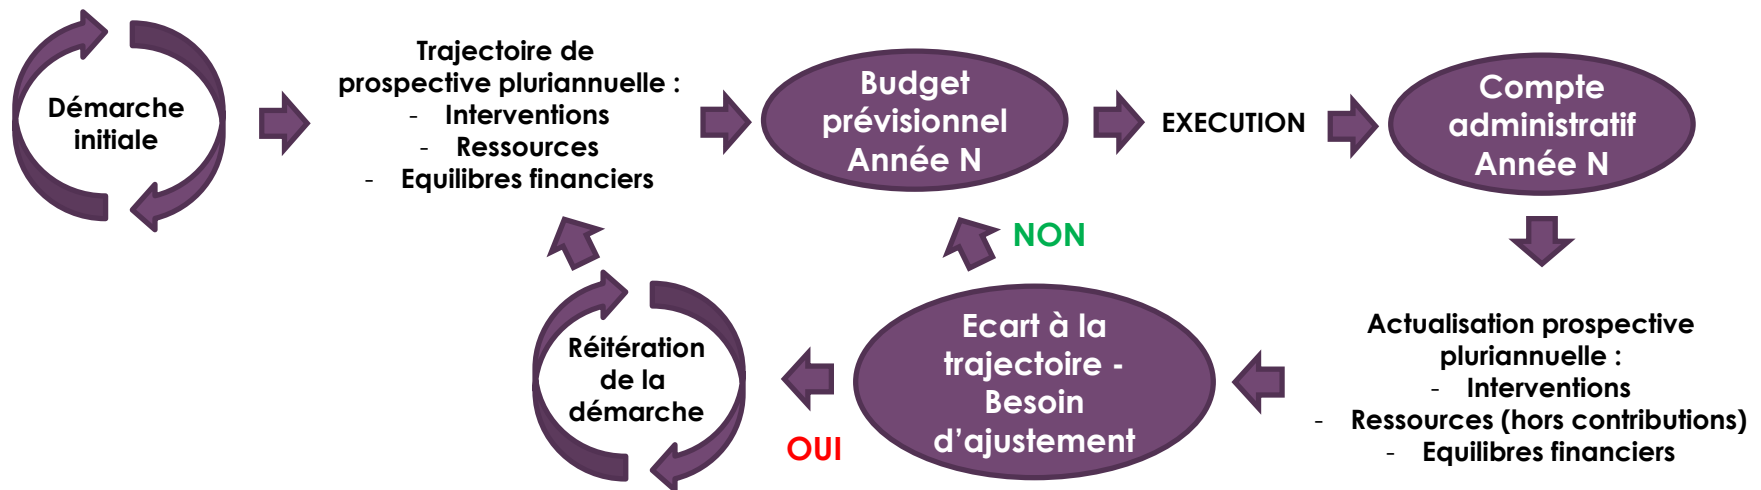 Démarche
initiale
Trajectoire de
prospective pluriannuelle :
- Interventions
- Ressources
- Equilibres financiers
Budget
prévisionnel
Année N
EXECUTION
Compte
administratif
Année N
NON
Réitération
de la
démarche
OUI
Ecart à la
trajectoire -
Besoin
d’ajustement
Actualisation prospective
pluriannuelle :
- Interventions
- Ressources (hors contributions)
- Equilibres financiers